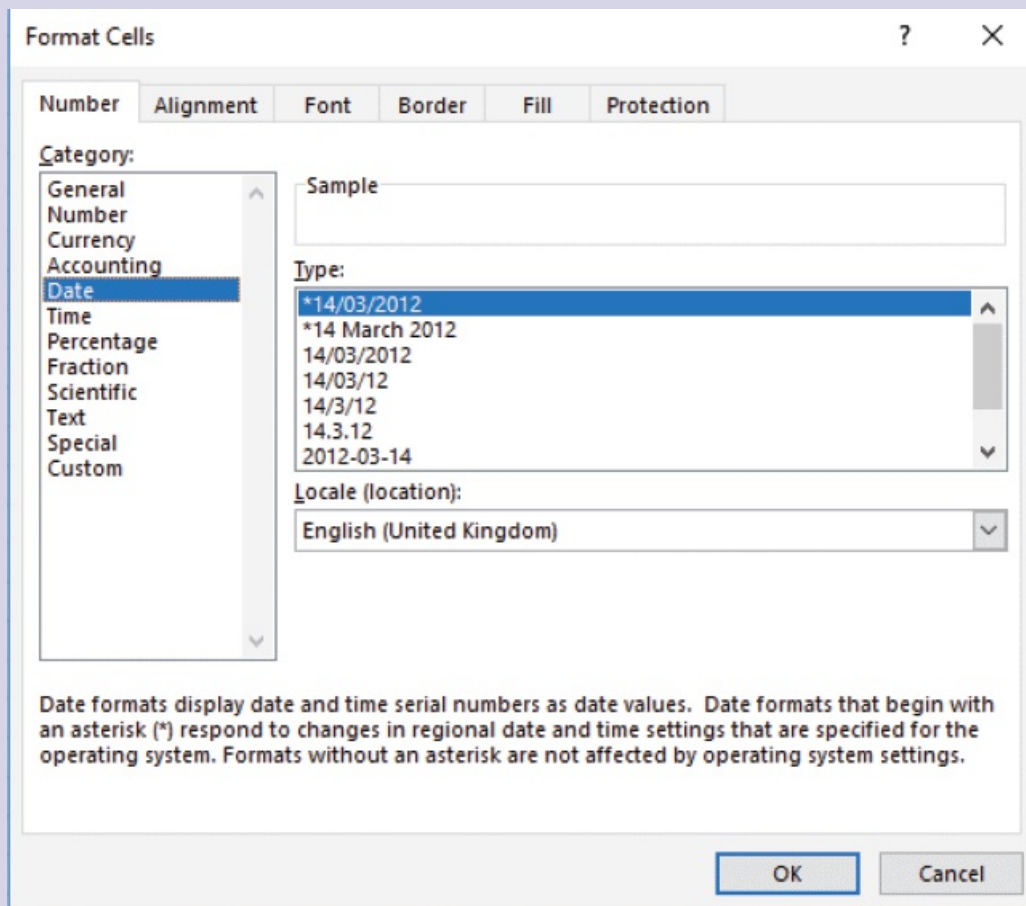 Format Cells
?
Number Alignment Font Border Fill Protection
Category:
General
Number
Currency
Accounting
Date
Time
Percentage
Fraction
Scientific
Text
Special
Custom
Sample
Type:
*14/03/2012
*14 March 2012
14/03/2012
14/03/12
14/3/12
14.3.12
2012-03-14
Locale (location):
English (United Kingdom)
Date formats display date and time serial numbers as date values.  Date formats that begin with
an asterisk (*) respond to changes in regional date and time settings that are specified for the
operating system. Formats without an asterisk are not affected by operating system settings.
OK Cancel